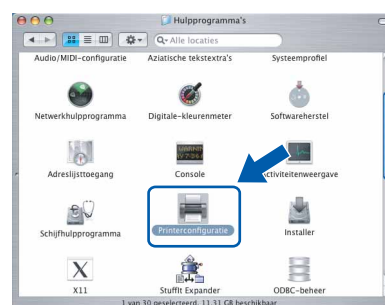 Hulpprogramma's
Alle locaties
Audio/MIDI-configuratie Aziatische tekstextra's Systeemprofiel
Netwerkhulpprogramma Digitale-kleurenmeter Softwareherstel
WARNIN
Adreslijsttoegang Console Activiteitenweergave
Schijfhulpprogramma Printerconfiguratie Installer
X
X11 StuffIt Expander ODBC-beheer
1 van 30 geselecteerd, 11,31 GB beschikbaar